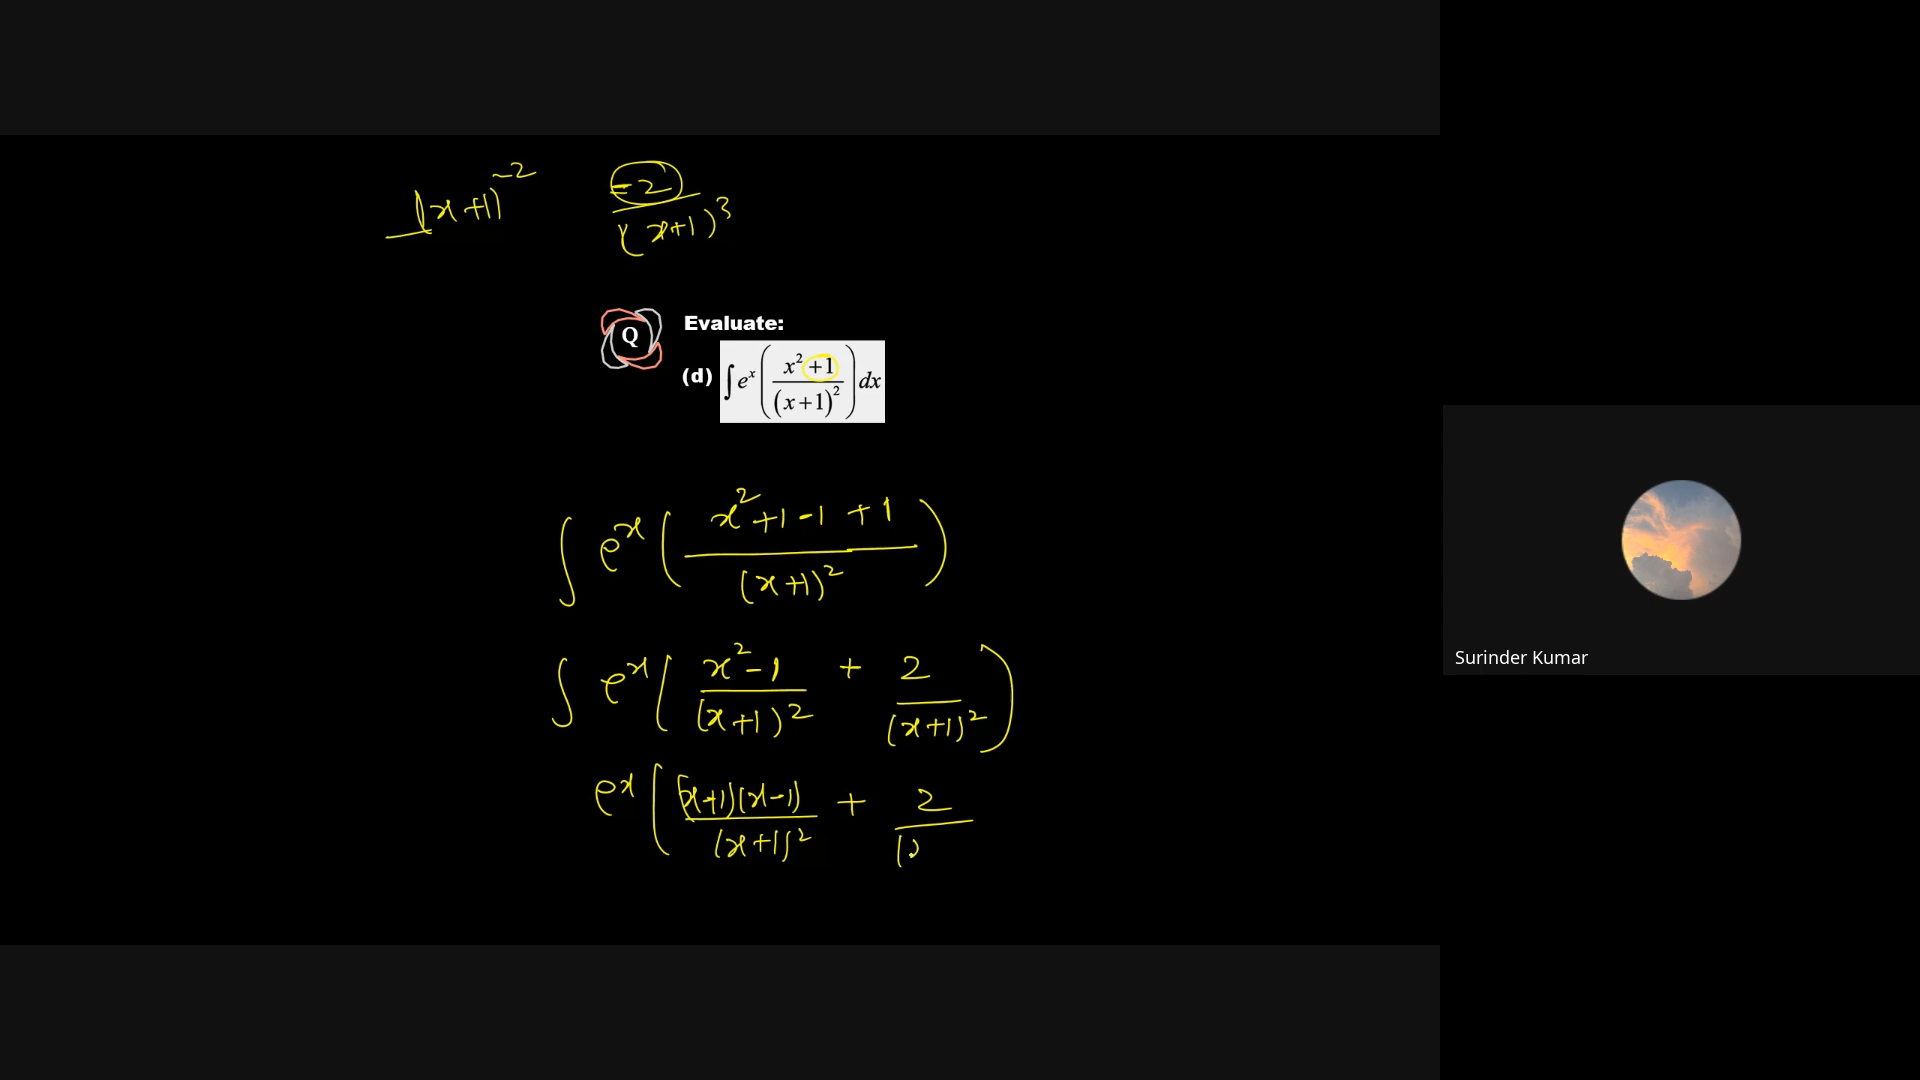 (x+1)^-2    -2/(x+1)^3
Q Evaluate:
(d) ∫e^x((x^2+1)/(x+1)^2)dx
∫ e^x ( (x^2+1-1+1)/(x+1)^2 )
∫ e^x ( (x^2-1)/(x+1)^2 + 2/(x+1)^2 )
Surinder Kumar
e^x ( (x+1)(x-1)/(x+1)^2 + 2/(